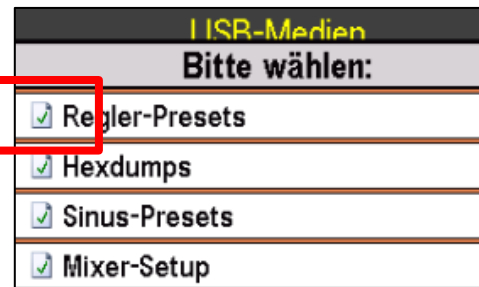 USB-Medien
Bitte wählen:
Regler-Presets
Hexdumps
Sinus-Presets
Mixer-Setup